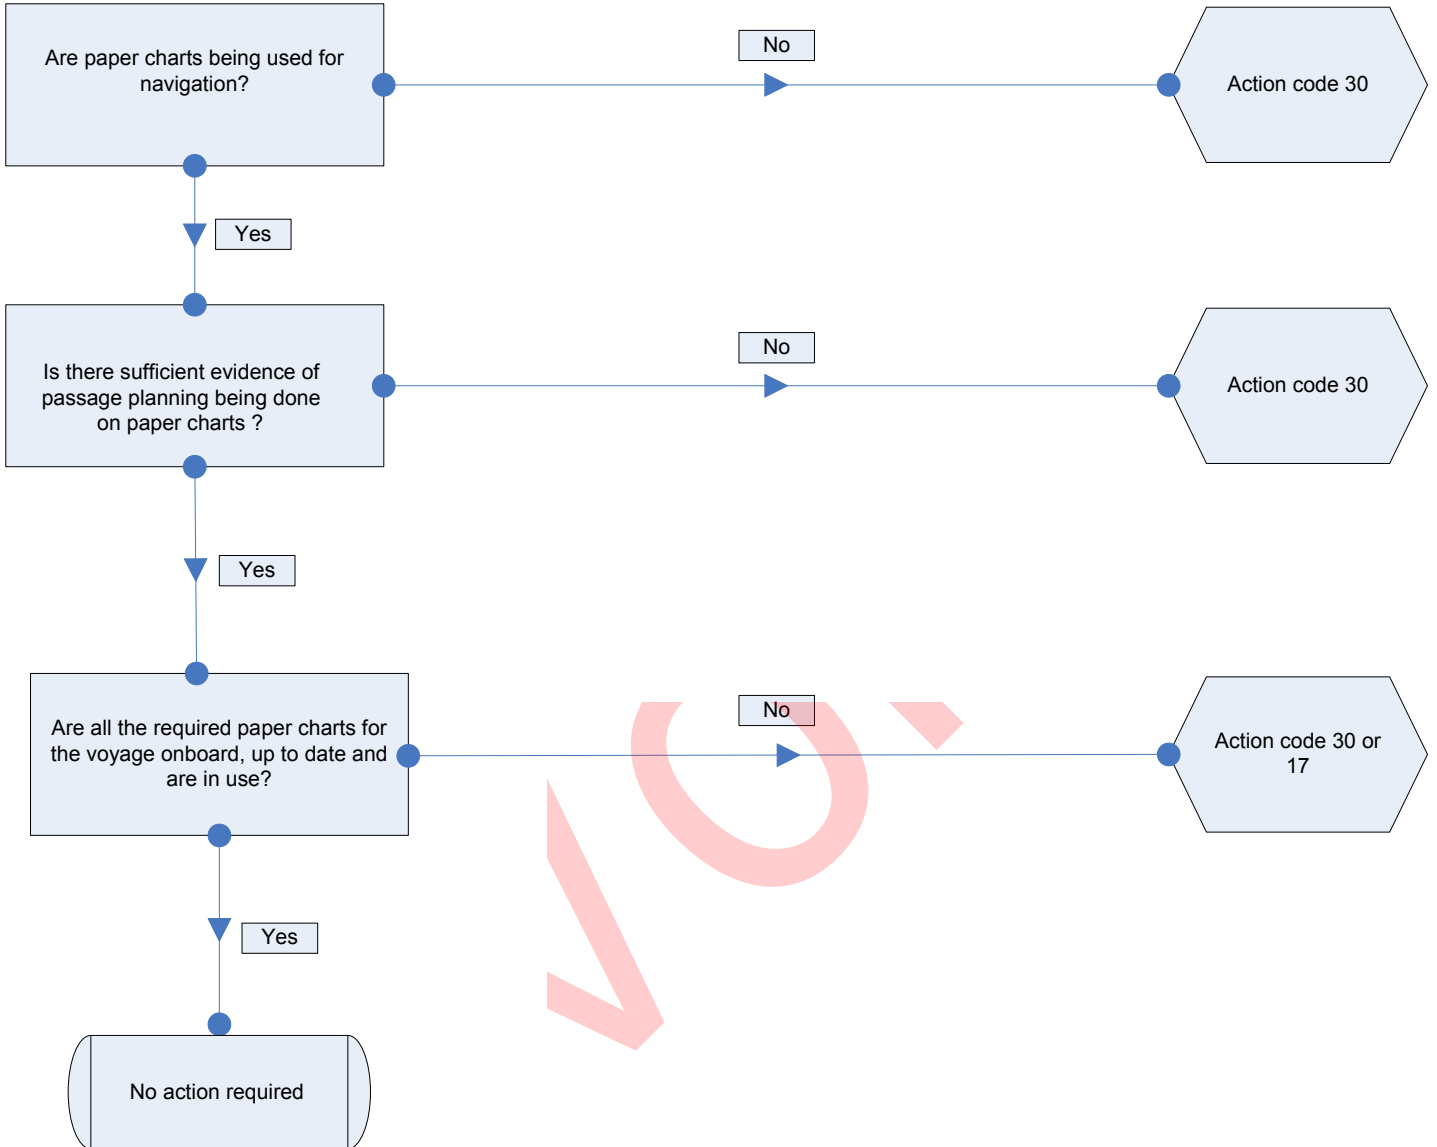 Are paper charts being used for
navigation?
No
Action code 30
Yes
Is there sufficient evidence of
passage planning being done
on paper charts ?
No
Action code 30
Yes
Are all the required paper charts for
the voyage onboard, up to date and
are in use?
No
Action code 30 or
17
Yes
No action required